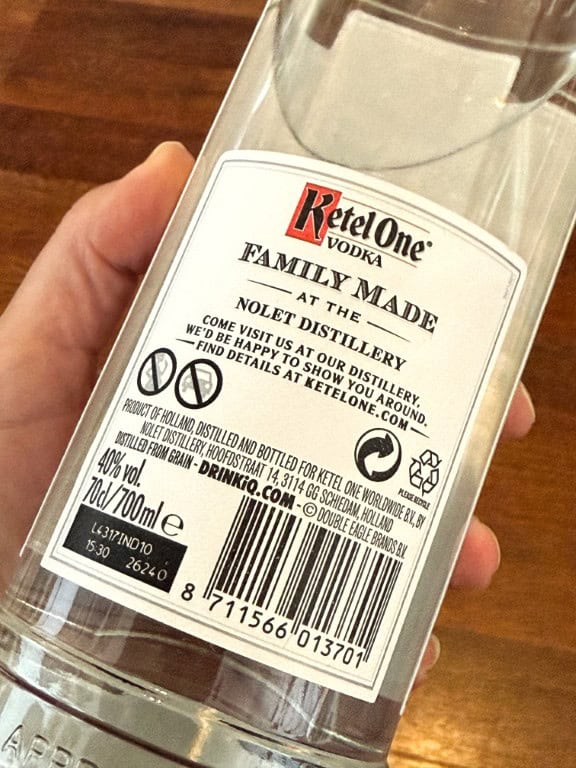 Ketel One®
VODKA
FAMILY MADE
AT THE
NOLET DISTILLERY
COME VISIT US AT OUR DISTILLERY.
WE'D BE HAPPY TO SHOW YOU AROUND.
FIND DETAILS AT KETELONE.COM
PRODUCT OF HOLLAND, DISTILLED AND BOTTLED FOR KETEL ONE WORLDWIDE B.V., BY
NOLET DISTILLERY, HOOFDSTRAAT 14, 3114 GG SCHIEDAM, HOLLAND
DISTILLED FROM GRAIN - DRINKiQ.COM - © DOUBLE EAGLE BRANDS B.V.
PLEASE RECYCLE
40% vol.
70cl/700ml e
L4317IND10
15:30 26240
8 711566 013701